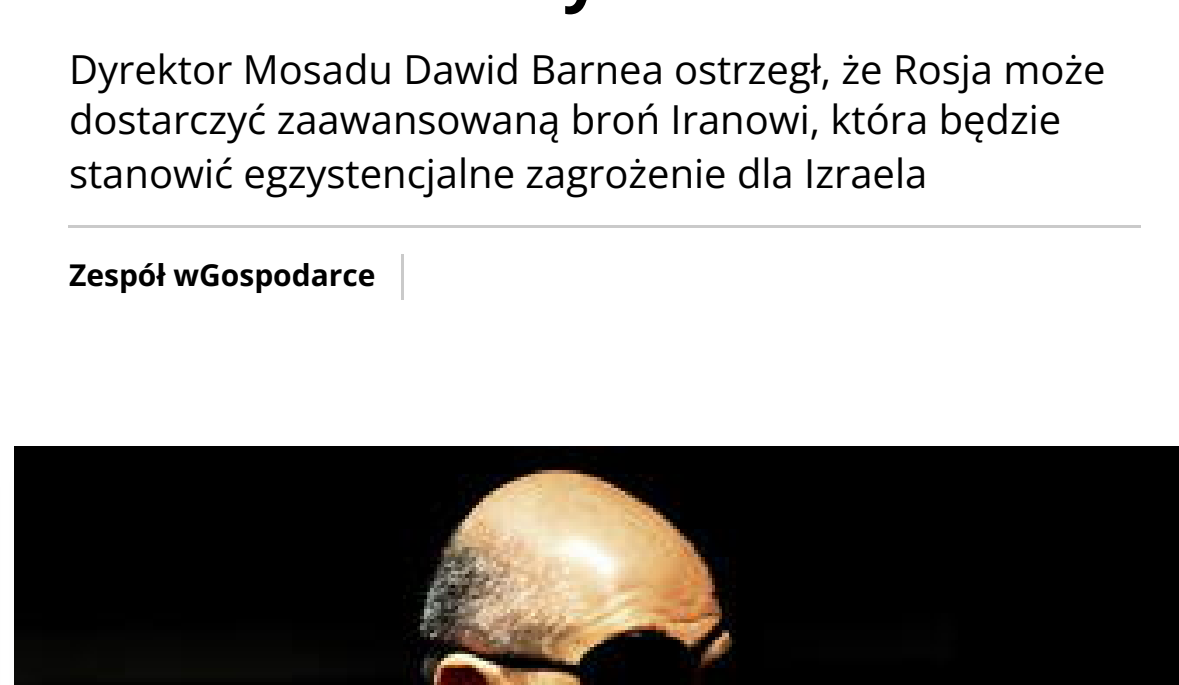 Dyrektor Mosadu Dawid Barnea ostrzegł, że Rosja może
dostarczyć zaawansowaną broń Iranowi, która będzie
stanowić egzystencjalne zagrożenie dla Izraela
Zespół wGospodarce